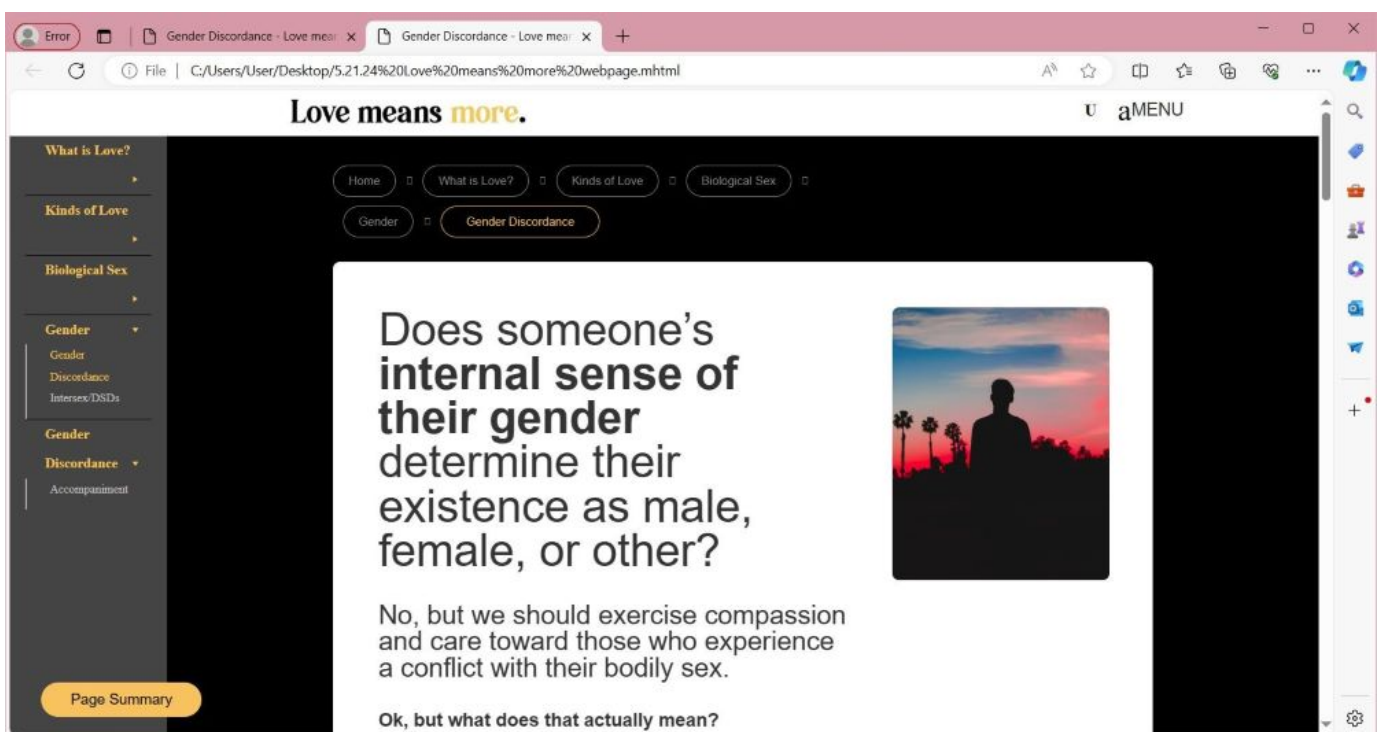 Error
Gender Discordance - Love mear
Gender Discordance - Love mear
File | C:/Users/User/Desktop/5.21.24%20Love%20means%20more%20webpage.mhtml
Love means more.
U aMENU
What is Love?
Kinds of Love
Biological Sex
Gender
Gender
Discordance
Intersex/DSDs
Gender
Discordance
Accompaniment
Page Summary
Home What is Love? Kinds of Love Biological Sex
Gender Gender Discordance
Does someone’s
internal sense of
their gender
determine their
existence as male,
female, or other?
No, but we should exercise compassion
and care toward those who experience
a conflict with their bodily sex.
Ok, but what does that actually mean?